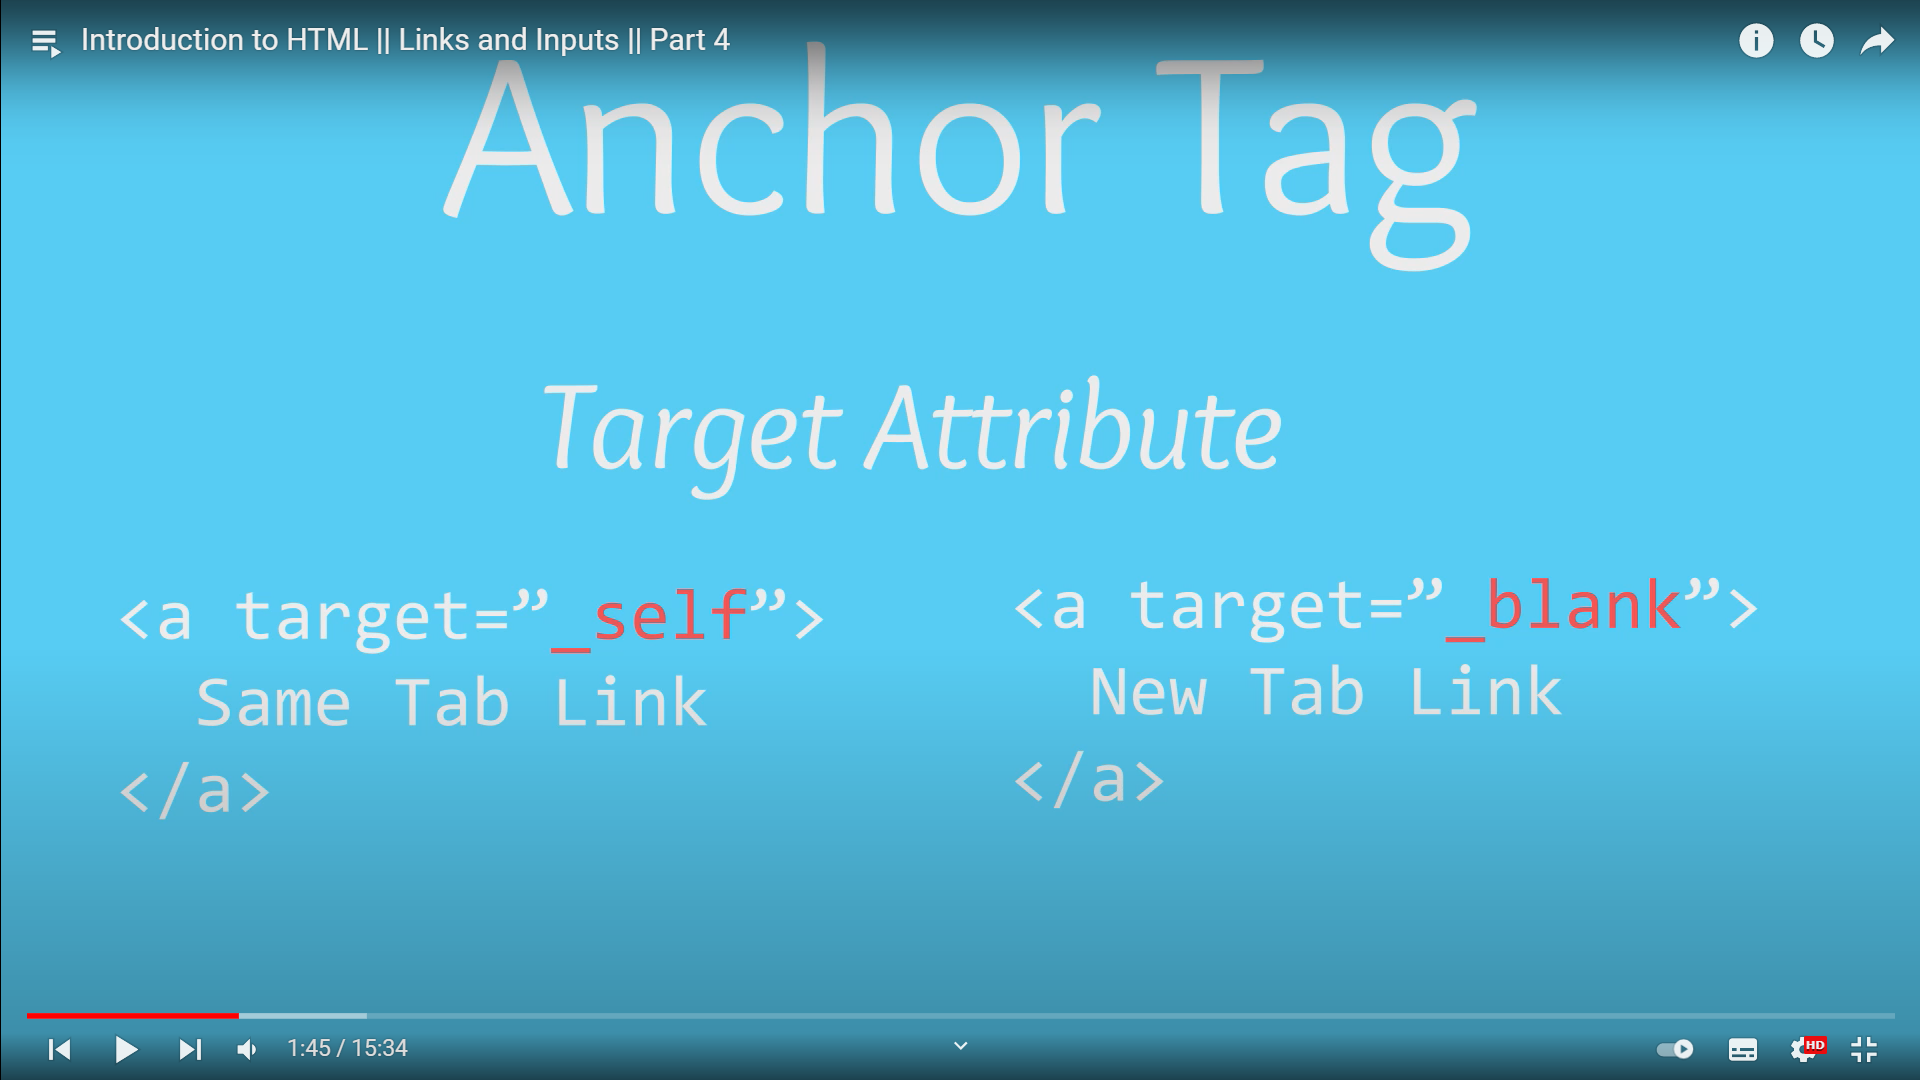 Introduction to HTML || Links and Inputs || Part 4
Anchor Tag
Target Attribute
<a target=”_self”>
Same Tab Link
</a>
<a target=”_blank”>
New Tab Link
</a>
1:45 / 15:34
HD